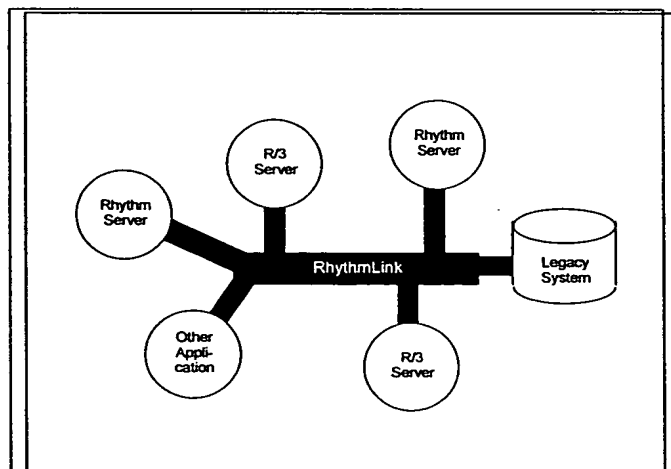 R/3
Server
Rhythm
Server
Rhythm
Server
RhythmLink
Legacy
System
Other
Appli-
cation
R/3
Server